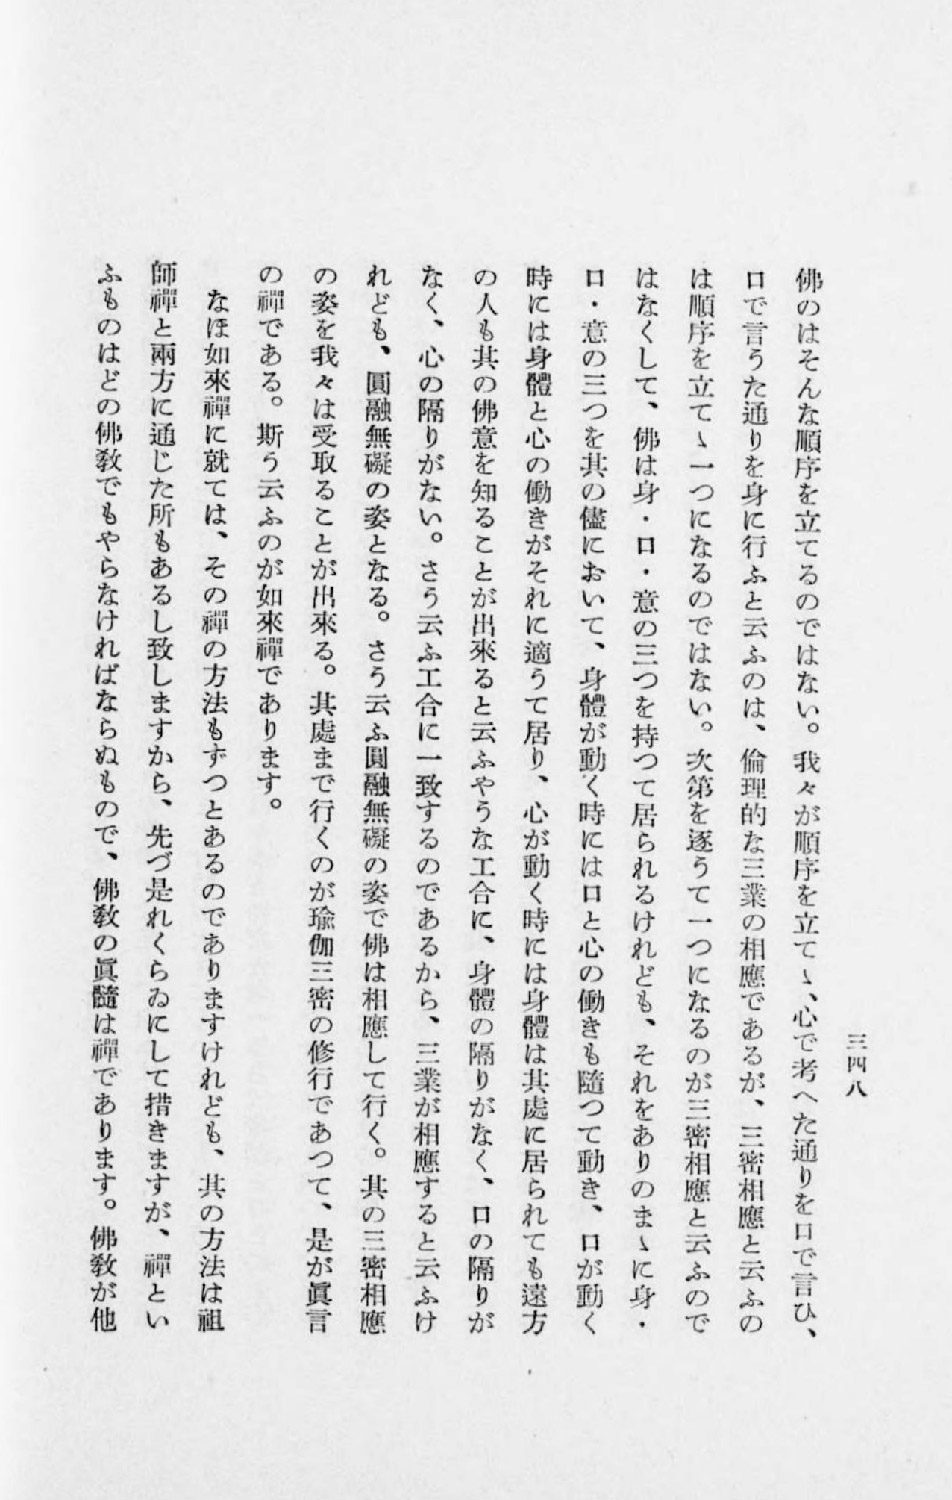 三四八
佛のはそんな順序を立てるのではない。我々が順序を立てゝ、心で考へた通りを口で言ひ、
口で言うた通りを身に行ふと云ふのは、倫理的な三業の相應であるが、三密相應と云ふの
は順序を立てゝ一つになるのではない。次第を逐うて一つになるのが三密相應と云ふので
はなくして、佛は身・口・意の三つを持つて居られるけれども、それをありのまゝに身・
口・意の三つを其の儘において、身體が動く時には口と心の働きも隨つて動き、口が動く
時には身體と心の働きがそれに適うて居り、心が動く時には身體は其處に居られても遠方
の人も其の佛意を知ることが出來ると云ふやうな工合に、身體の隔りがなく、口の隔りが
なく、心の隔りがない。さう云ふ工合に一致するのであるから、三業が相應すると云ふけ
れども、圓融無礙の姿となる。さう云ふ圓融無礙の姿で佛は相應して行く。其の三密相應
の姿を我々は受取ることが出來る。其處まで行くのが瑜伽三密の修行であつて、是が眞言
の禪である。斯う云ふのが如來禪であります。
なほ如來禪に就ては、その禪の方法もずつとあるのでありますけれども、其の方法は祖
師禪と兩方に通じた所もあるし致しますから、先づ是れくらゐにして措きますが、禪とい
ふものはどの佛敎でもやらなければならぬもので、佛敎の眞髓は禪であります。佛敎が他